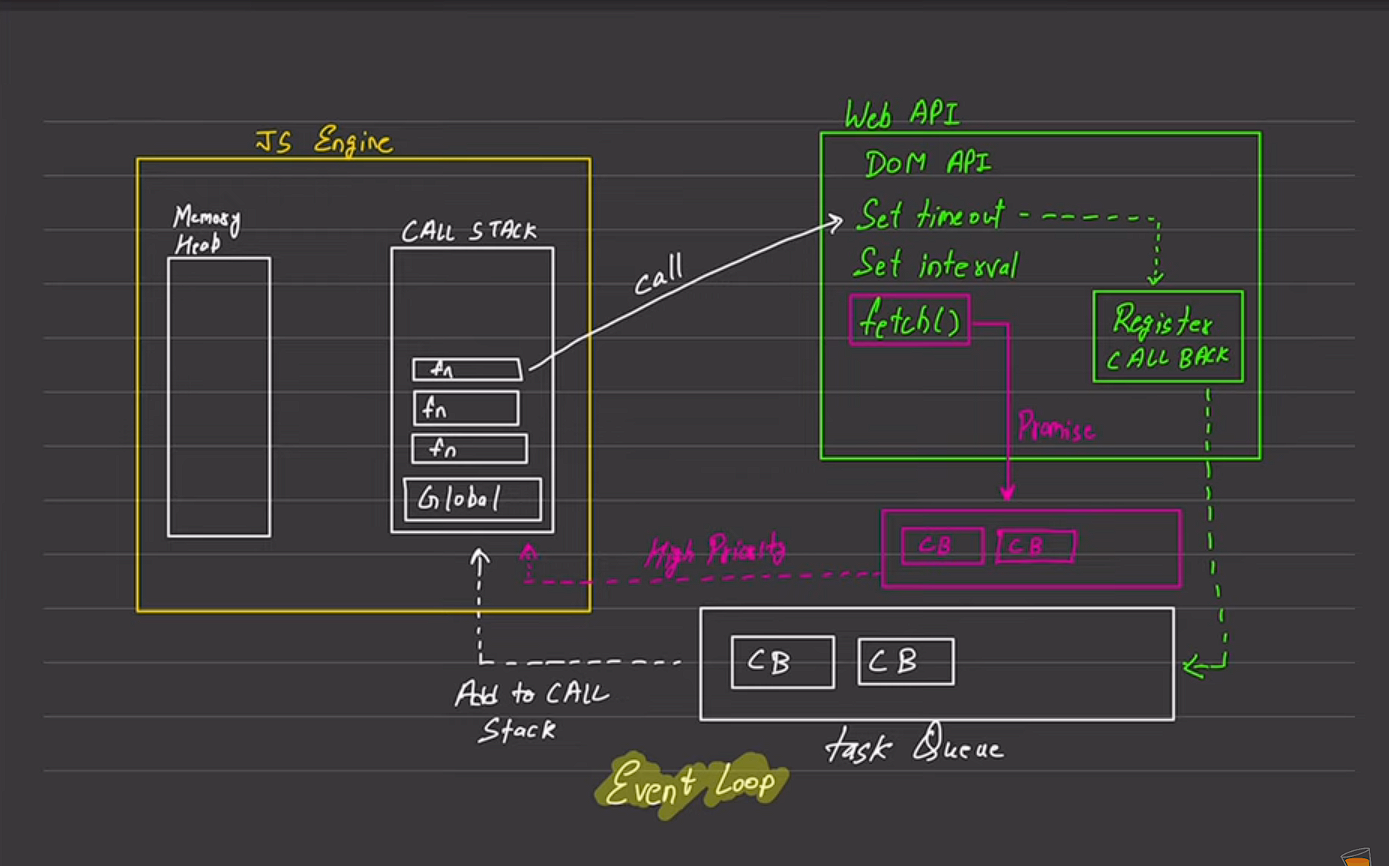 JS Engine
Memory
Heap
CALL STACK
fn
fn
fn
Global
call
Web API
DOM API
Set timeout
Set interval
fetch()
Register
CALL BACK
Promise
High Priority
CB CB
CB CB
Add to CALL
Stack
task Queue
Event Loop